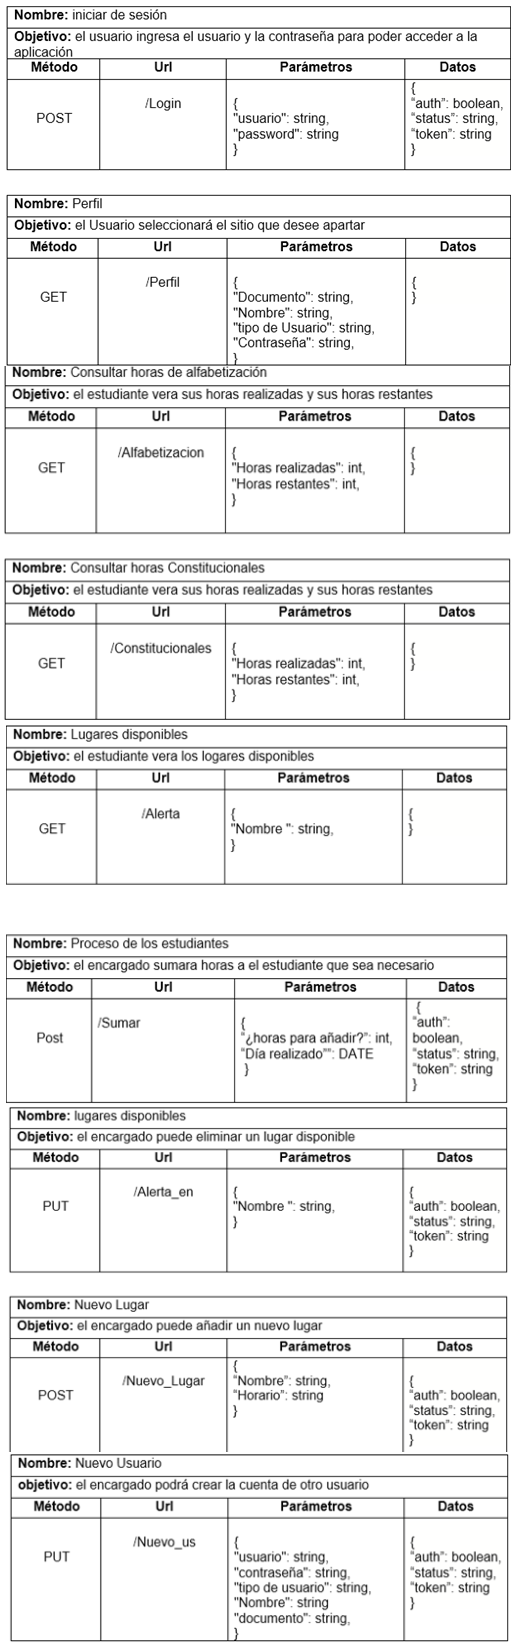 Nombre: iniciar de sesión
Objetivo: el usuario ingresa el usuario y la contraseña para poder acceder a la
aplicación
Método Url Parámetros Datos
POST
/Login
{
"usuario": string,
"password": string
}
{
“auth”: boolean,
“status”: string,
“token”: string
}
Nombre: Perfil
Objetivo: el Usuario seleccionará el sitio que desee apartar
Método Url Parámetros Datos
GET
/Perfil
{
"Documento": string,
"Nombre": string,
"tipo de Usuario": string,
"Contraseña": string,
}
{
}
Nombre: Consultar horas de alfabetización
Objetivo: el estudiante vera sus horas realizadas y sus horas restantes
Método Url Parámetros Datos
GET
/Alfabetizacion
{
"Horas realizadas": int,
"Horas restantes": int,
}
{
}
Nombre: Consultar horas Constitucionales
Objetivo: el estudiante vera sus horas realizadas y sus horas restantes
Método Url Parámetros Datos
GET
/Constitucionales
{
"Horas realizadas": int,
"Horas restantes": int,
}
{
}
Nombre: Lugares disponibles
Objetivo: el estudiante vera los logares disponibles
Método Url Parámetros Datos
GET
/Alerta
{
"Nombre ": string,
}
{
}
Nombre: Proceso de los estudiantes
Objetivo: el encargado sumara horas a el estudiante que sea necesario
Método Url Parámetros Datos
Post
/Sumar
{
“¿horas para añadir?”: int,
“Día realizado””: DATE
}
{
“auth”:
boolean,
“status”: string,
“token”: string
}
Nombre: lugares disponibles
Objetivo: el encargado puede eliminar un lugar disponible
Método Url Parámetros Datos
PUT
/Alerta_en
{
"Nombre ": string,
}
{
“auth”: boolean,
“status”: string,
“token”: string
}
Nombre: Nuevo Lugar
Objetivo: el encargado puede añadir un nuevo lugar
Método Url Parámetros Datos
POST
/Nuevo_Lugar
{
“Nombre”: string,
“Horario”: string
}
{
“auth”: boolean,
“status”: string,
“token”: string
}
Nombre: Nuevo Usuario
objetivo: el encargado podrá crear la cuenta de otro usuario
Método Url Parámetros Datos
PUT
/Nuevo_us
{
"usuario": string,
"contraseña": string,
"tipo de usuario": string,
"Nombre": string
"documento": string,
}
{
“auth”: boolean,
“status”: string,
“token”: string
}